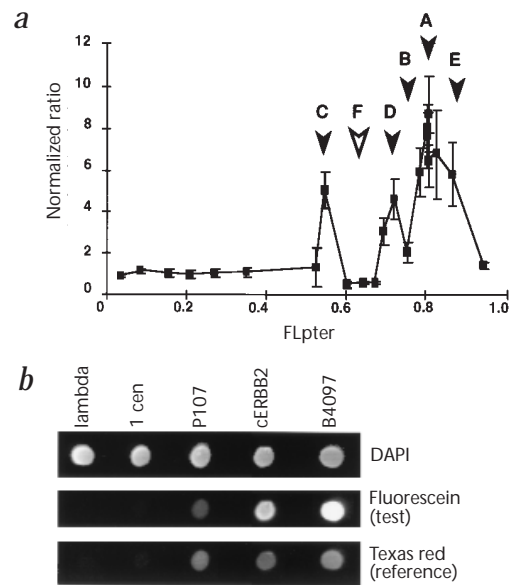 a
Normalized ratio
12
10
8
6
4
2
0
C
F
D
B
A
E
0
0.2
0.4
0.6
0.8
1.0
FLpter
b
lambda
1 cen
P107
cERBB2
B4097
DAPI
Fluorescein
(test)
Texas red
(reference)